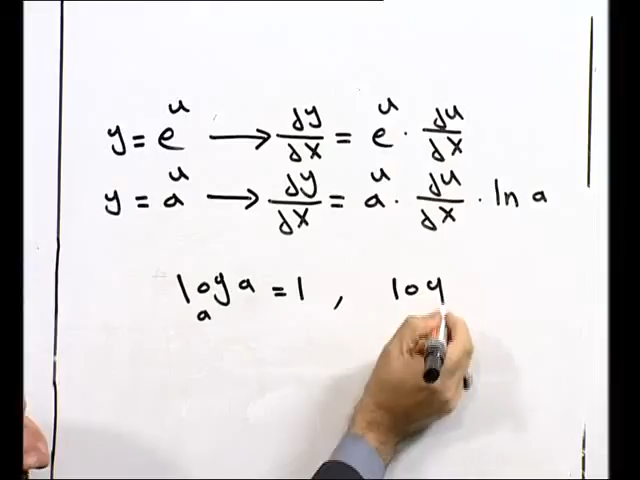 y = e^u → dy/dx = e^u · du/dx
y = a^u → dy/dx = a^u · du/dx · ln a
log_a a = 1 , log